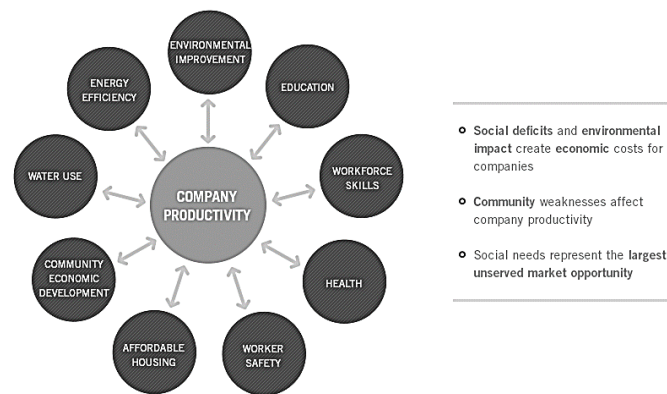 ENVIRONMENTAL
IMPROVEMENT
EDUCATION
WORKFORCE
SKILLS
HEALTH
WORKER
SAFETY
AFFORDABLE
HOUSING
COMMUNITY
ECONOMIC
DEVELOPMENT
WATER USE
ENERGY
EFFICIENCY
COMPANY
PRODUCTIVITY
Social deficits and environmental
impact create economic costs for
companies
Community weaknesses affect
company productivity
Social needs represent the largest
unserved market opportunity